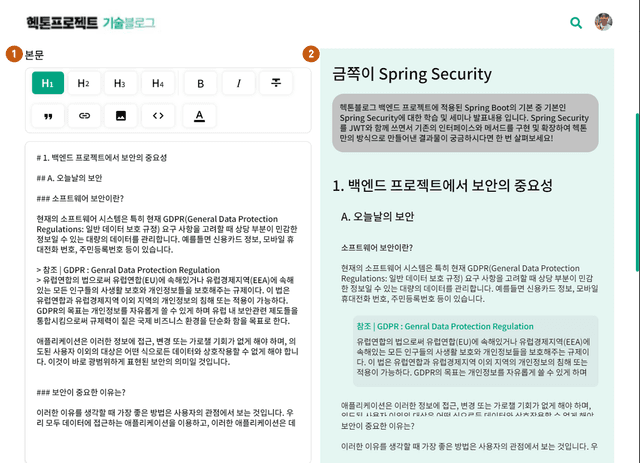 헥톤프로젝트 기술블로그
1 본문
H1 H2 H3 H4 B I T
A
# 1. 백엔드 프로젝트에서 보안의 중요성
## A. 오늘날의 보안
### 소프트웨어 보안이란?
현재의 소프트웨어 시스템은 특히 현재 GDPR(General Data Protection
Regulations: 일반 데이터 보호 규정) 요구 사항을 고려할 때 상당 부분이 민감한
정보일 수 있는 대량의 데이터를 관리합니다. 예를들면 신용카드 정보, 모바일 휴
대전화 번호, 주민등록번호 등이 있습니다.
> 참조 | GDPR : Genral Data Protection Regulation
> 유럽연합의 법으로써 유럽연합(EU)에 속해있거나 유럽경제지역(EEA)에 속해
있는 모든 인구들의 사생활 보호와 개인정보들을 보호해주는 규제이다. 이 법은
유럽연합과 유럽경제지역 이외 지역의 개인정보의 침해 또는 적용이 가능하다.
GDPR의 목표는 개인정보를 자유롭게 쓸 수 있게 하며 유럽 내 보안관련 제도들을
통합시킴으로써 규제력이 짙은 국제 비즈니스 환경을 단순화 함을 목표로 한다.
애플리케이션은 이러한 정보에 접근, 변경 또는 가로챌 기회가 없게 해야 하며, 의
도된 사용자 이외의 대상은 어떤 식으로든 데이터와 상호작용할 수 없게 해야 합니
다. 이것이 바로 광범위하게 표현된 보안의 의미일 것입니다.
### 보안이 중요한 이유는?
이러한 이유를 생각할 때 가장 좋은 방법은 사용자의 관점에서 보는 것입니다. 우
리 모두 데이터에 접근하는 애플리케이션을 이용하고, 이러한 애플리케이션은 데
2
금쪽이 Spring Security
헥톤블로그 백엔드 프로젝트에 적용된 Spring Boot의 기본 중 기본인
Spring Security에 대한 학습 및 세미나 발표내용 입니다. Spring Security
를 JWT와 함께 쓰면서 기존의 인터페이스와 메서드를 구현 및 확장하여 헥톤
만의 방식으로 만들어낸 결과물이 궁금하시다면 한 번 살펴보세요!
1. 백엔드 프로젝트에서 보안의 중요성
A. 오늘날의 보안
소프트웨어 보안이란?
현재의 소프트웨어 시스템은 특히 현재 GDPR(General Data Protection
Regulations: 일반 데이터 보호 규정) 요구 사항을 고려할 때 상당 부분이 민
감한 정보일 수 있는 대량의 데이터를 관리합니다. 예를들면 신용카드 정보, 모바일
휴대전화 번호, 주민등록번호 등이 있습니다.
참조 | GDPR : Genral Data Protection Regulation
유럽연합의 법으로써 유럽연합(EU)에 속해있거나 유럽경제지역(EEA)에
속해있는 모든 인구들의 사생활 보호와 개인정보들을 보호해주는 규제이
다. 이 법은 유럽연합과 유럽경제지역 이외 지역의 개인정보의 침해 또는
적용이 가능하다. GDPR의 목표는 개인정보를 자유롭게 쓸 수 있게 하며
애플리케이션은 이러한 정보에 접근, 변경 또는 가로챌 기회가 없게 해야 하며,
의도된 사용자 이외의 대상은 어떤 식으로든 데이터와 상호작용할 수 없게 해야
보안이 중요한 이유는?
이러한 이유를 생각할 때 가장 좋은 방법은 사용자의 관점에서 보는 것입니다. 우